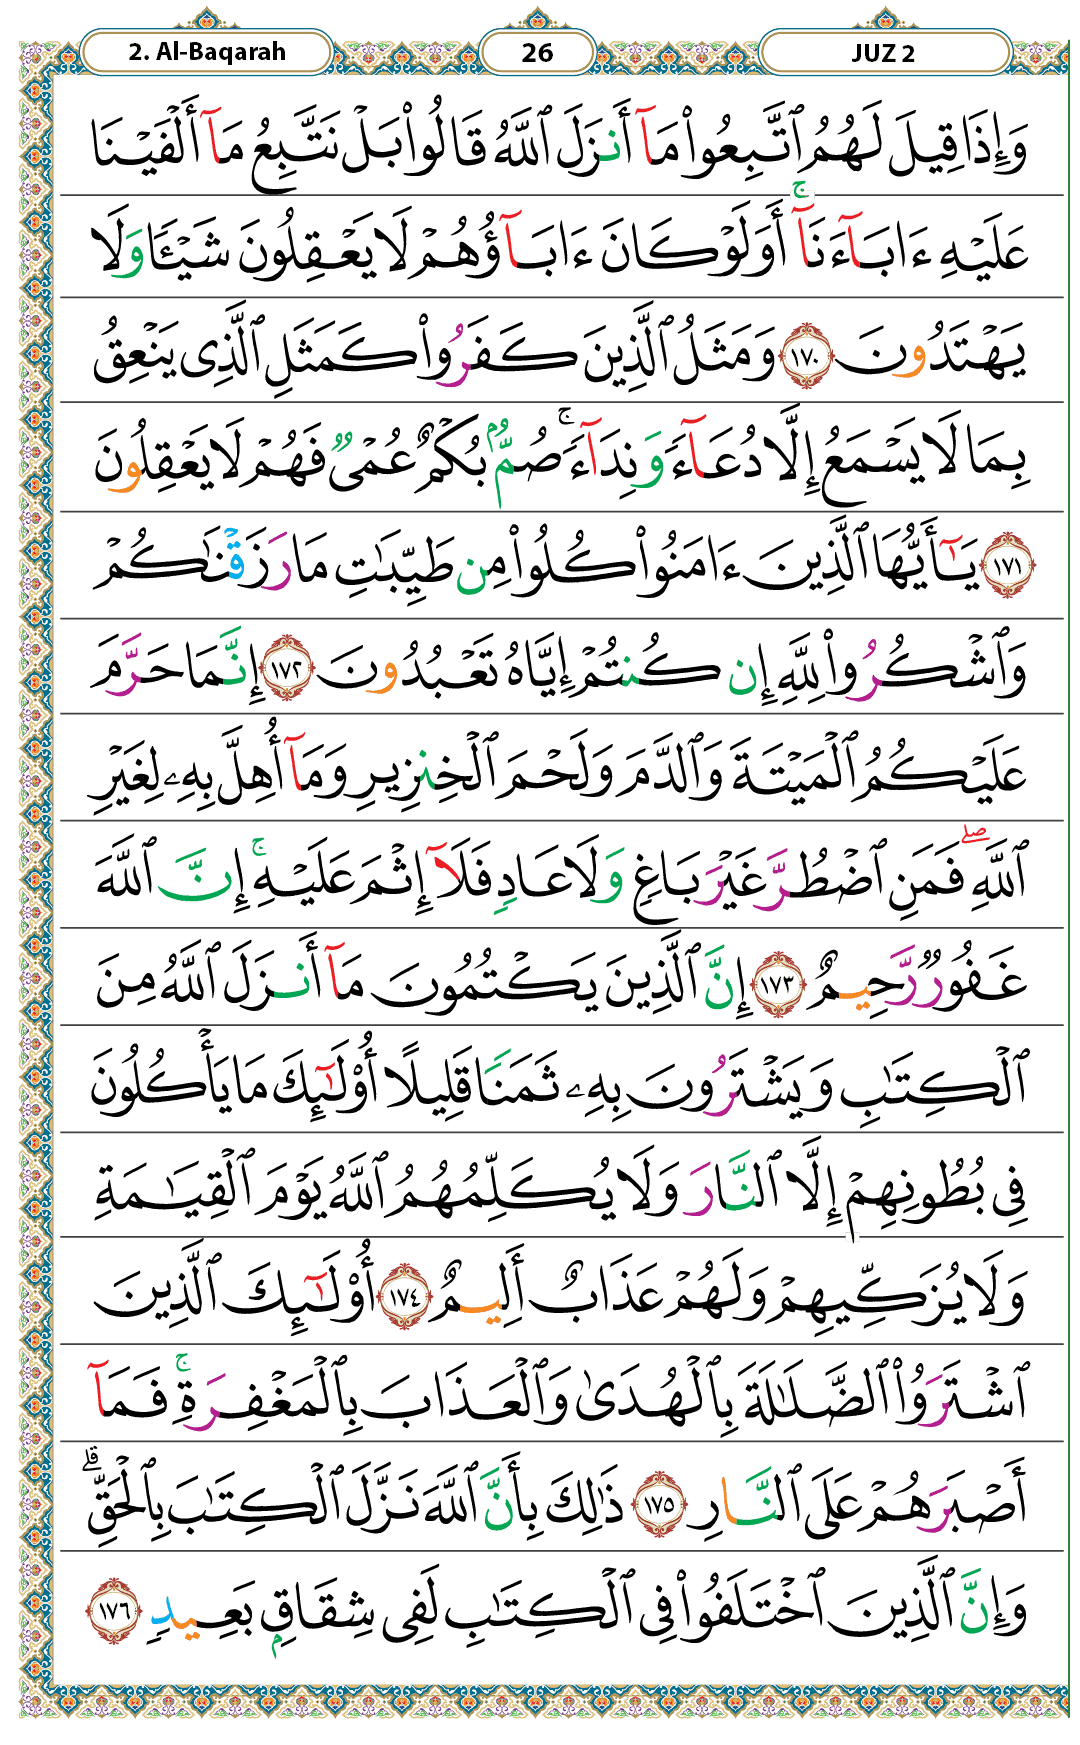 2. Al-Baqarah 26 JUZ 2
وَإِذَا قِيلَ لَهُمُ ٱتَّبِعُوا۟ مَآ أَنزَلَ ٱللَّهُ قَالُوا۟ بَلْ نَتَّبِعُ مَآ أَلْفَيْنَا
عَلَيْهِ ءَابَآءَنَآ ۚ أَوَلَوْ كَانَ ءَابَآؤُهُمْ لَا يَعْقِلُونَ شَيْـًٔا وَلَا
يَهْتَدُونَ ١٧٠ وَمَثَلُ ٱلَّذِينَ كَفَرُوا۟ كَمَثَلِ ٱلَّذِى يَنْعِقُ
بِمَا لَا يَسْمَعُ إِلَّا دُعَآءً وَنِدَآءً ۚ صُمٌّۢ بُكْمٌ عُمْىٌ فَهُمْ لَا يَعْقِلُونَ
١٧١ يَـٰٓأَيُّهَا ٱلَّذِينَ ءَامَنُوا۟ كُلُوا۟ مِن طَيِّبَـٰتِ مَا رَزَقْنَـٰكُمْ
وَٱشْكُرُوا۟ لِلَّهِ إِن كُنتُمْ إِيَّاهُ تَعْبُدُونَ ١٧٢ إِنَّمَا حَرَّمَ
عَلَيْكُمُ ٱلْمَيْتَةَ وَٱلدَّمَ وَلَحْمَ ٱلْخِنزِيرِ وَمَآ أُهِلَّ بِهِۦ لِغَيْرِ
ٱللَّهِ ۖ فَمَنِ ٱضْطُرَّ غَيْرَ بَاغٍ وَلَا عَادٍ فَلَآ إِثْمَ عَلَيْهِ ۚ إِنَّ ٱللَّهَ
غَفُورٌ رَّحِيمٌ ١٧٣ إِنَّ ٱلَّذِينَ يَكْتُمُونَ مَآ أَنزَلَ ٱللَّهُ مِنَ
ٱلْكِتَـٰبِ وَيَشْتَرُونَ بِهِۦ ثَمَنًا قَلِيلًا أُو۟لَـٰٓئِكَ مَا يَأْكُلُونَ
فِى بُطُونِهِمْ إِلَّا ٱلنَّارَ وَلَا يُكَلِّمُهُمُ ٱللَّهُ يَوْمَ ٱلْقِيَـٰمَةِ
وَلَا يُزَكِّيهِمْ وَلَهُمْ عَذَابٌ أَلِيمٌ ١٧٤ أُو۟لَـٰٓئِكَ ٱلَّذِينَ
ٱشْتَرَوُا۟ ٱلضَّلَـٰلَةَ بِٱلْهُدَىٰ وَٱلْعَذَابَ بِٱلْمَغْفِرَةِ ۚ فَمَآ
أَصْبَرَهُمْ عَلَى ٱلنَّارِ ١٧٥ ذَٰلِكَ بِأَنَّ ٱللَّهَ نَزَّلَ ٱلْكِتَـٰبَ بِٱلْحَقِّ ۗ
وَإِنَّ ٱلَّذِينَ ٱخْتَلَفُوا۟ فِى ٱلْكِتَـٰبِ لَفِى شِقَاقٍۭ بَعِيدٍ ١٧٦